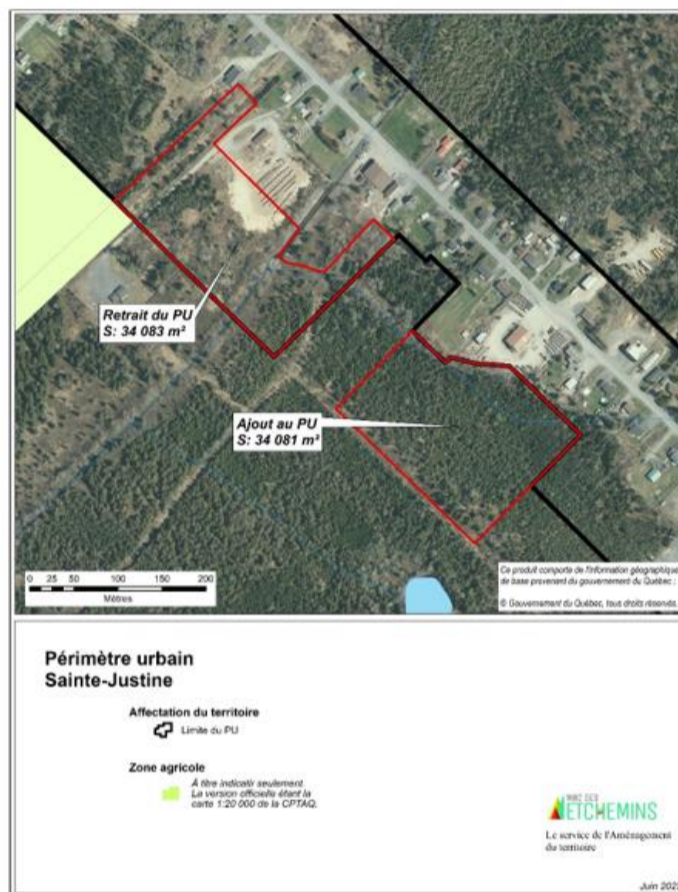 Retrait du PU
S: 34 083 m²
Ajout au PU
S: 34 081 m²
0 25 50 100 150 200
Mètres
Ce produit comporte de l'information géographique
de base provenant du gouvernement du Québec :
© Gouvernement du Québec, tous droits réservés.
Périmètre urbain
Sainte-Justine
Affectation du territoire
Limite du PU
Zone agricole
À titre indicatif seulement.
La version officielle étant la
carte 1:20 000 de la CPTAQ.
MRC DES
ETCHEMINS
Le service de l'Aménagement
du territoire
Juin